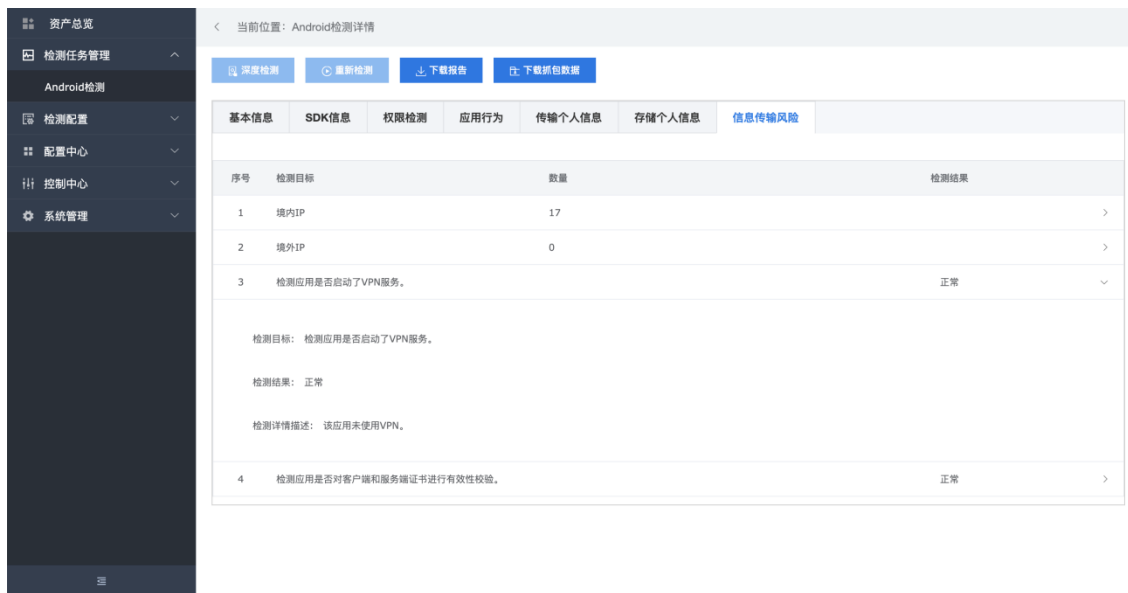 资产总览
检测任务管理
Android检测
检测配置
配置中心
控制中心
系统管理
当前位置：Android检测详情
深度检测 重新检测 下载报告 下载抓包数据
基本信息 SDK信息 权限检测 应用行为 传输个人信息 存储个人信息 信息传输风险
序号 检测目标 数量 检测结果
1 境内IP 17
2 境外IP 0
3 检测应用是否启动了VPN服务。 正常
检测目标： 检测应用是否启动了VPN服务。
检测结果： 正常
检测详情描述： 该应用未使用VPN。
4 检测应用是否对客户端和服务端证书进行有效性校验。 正常